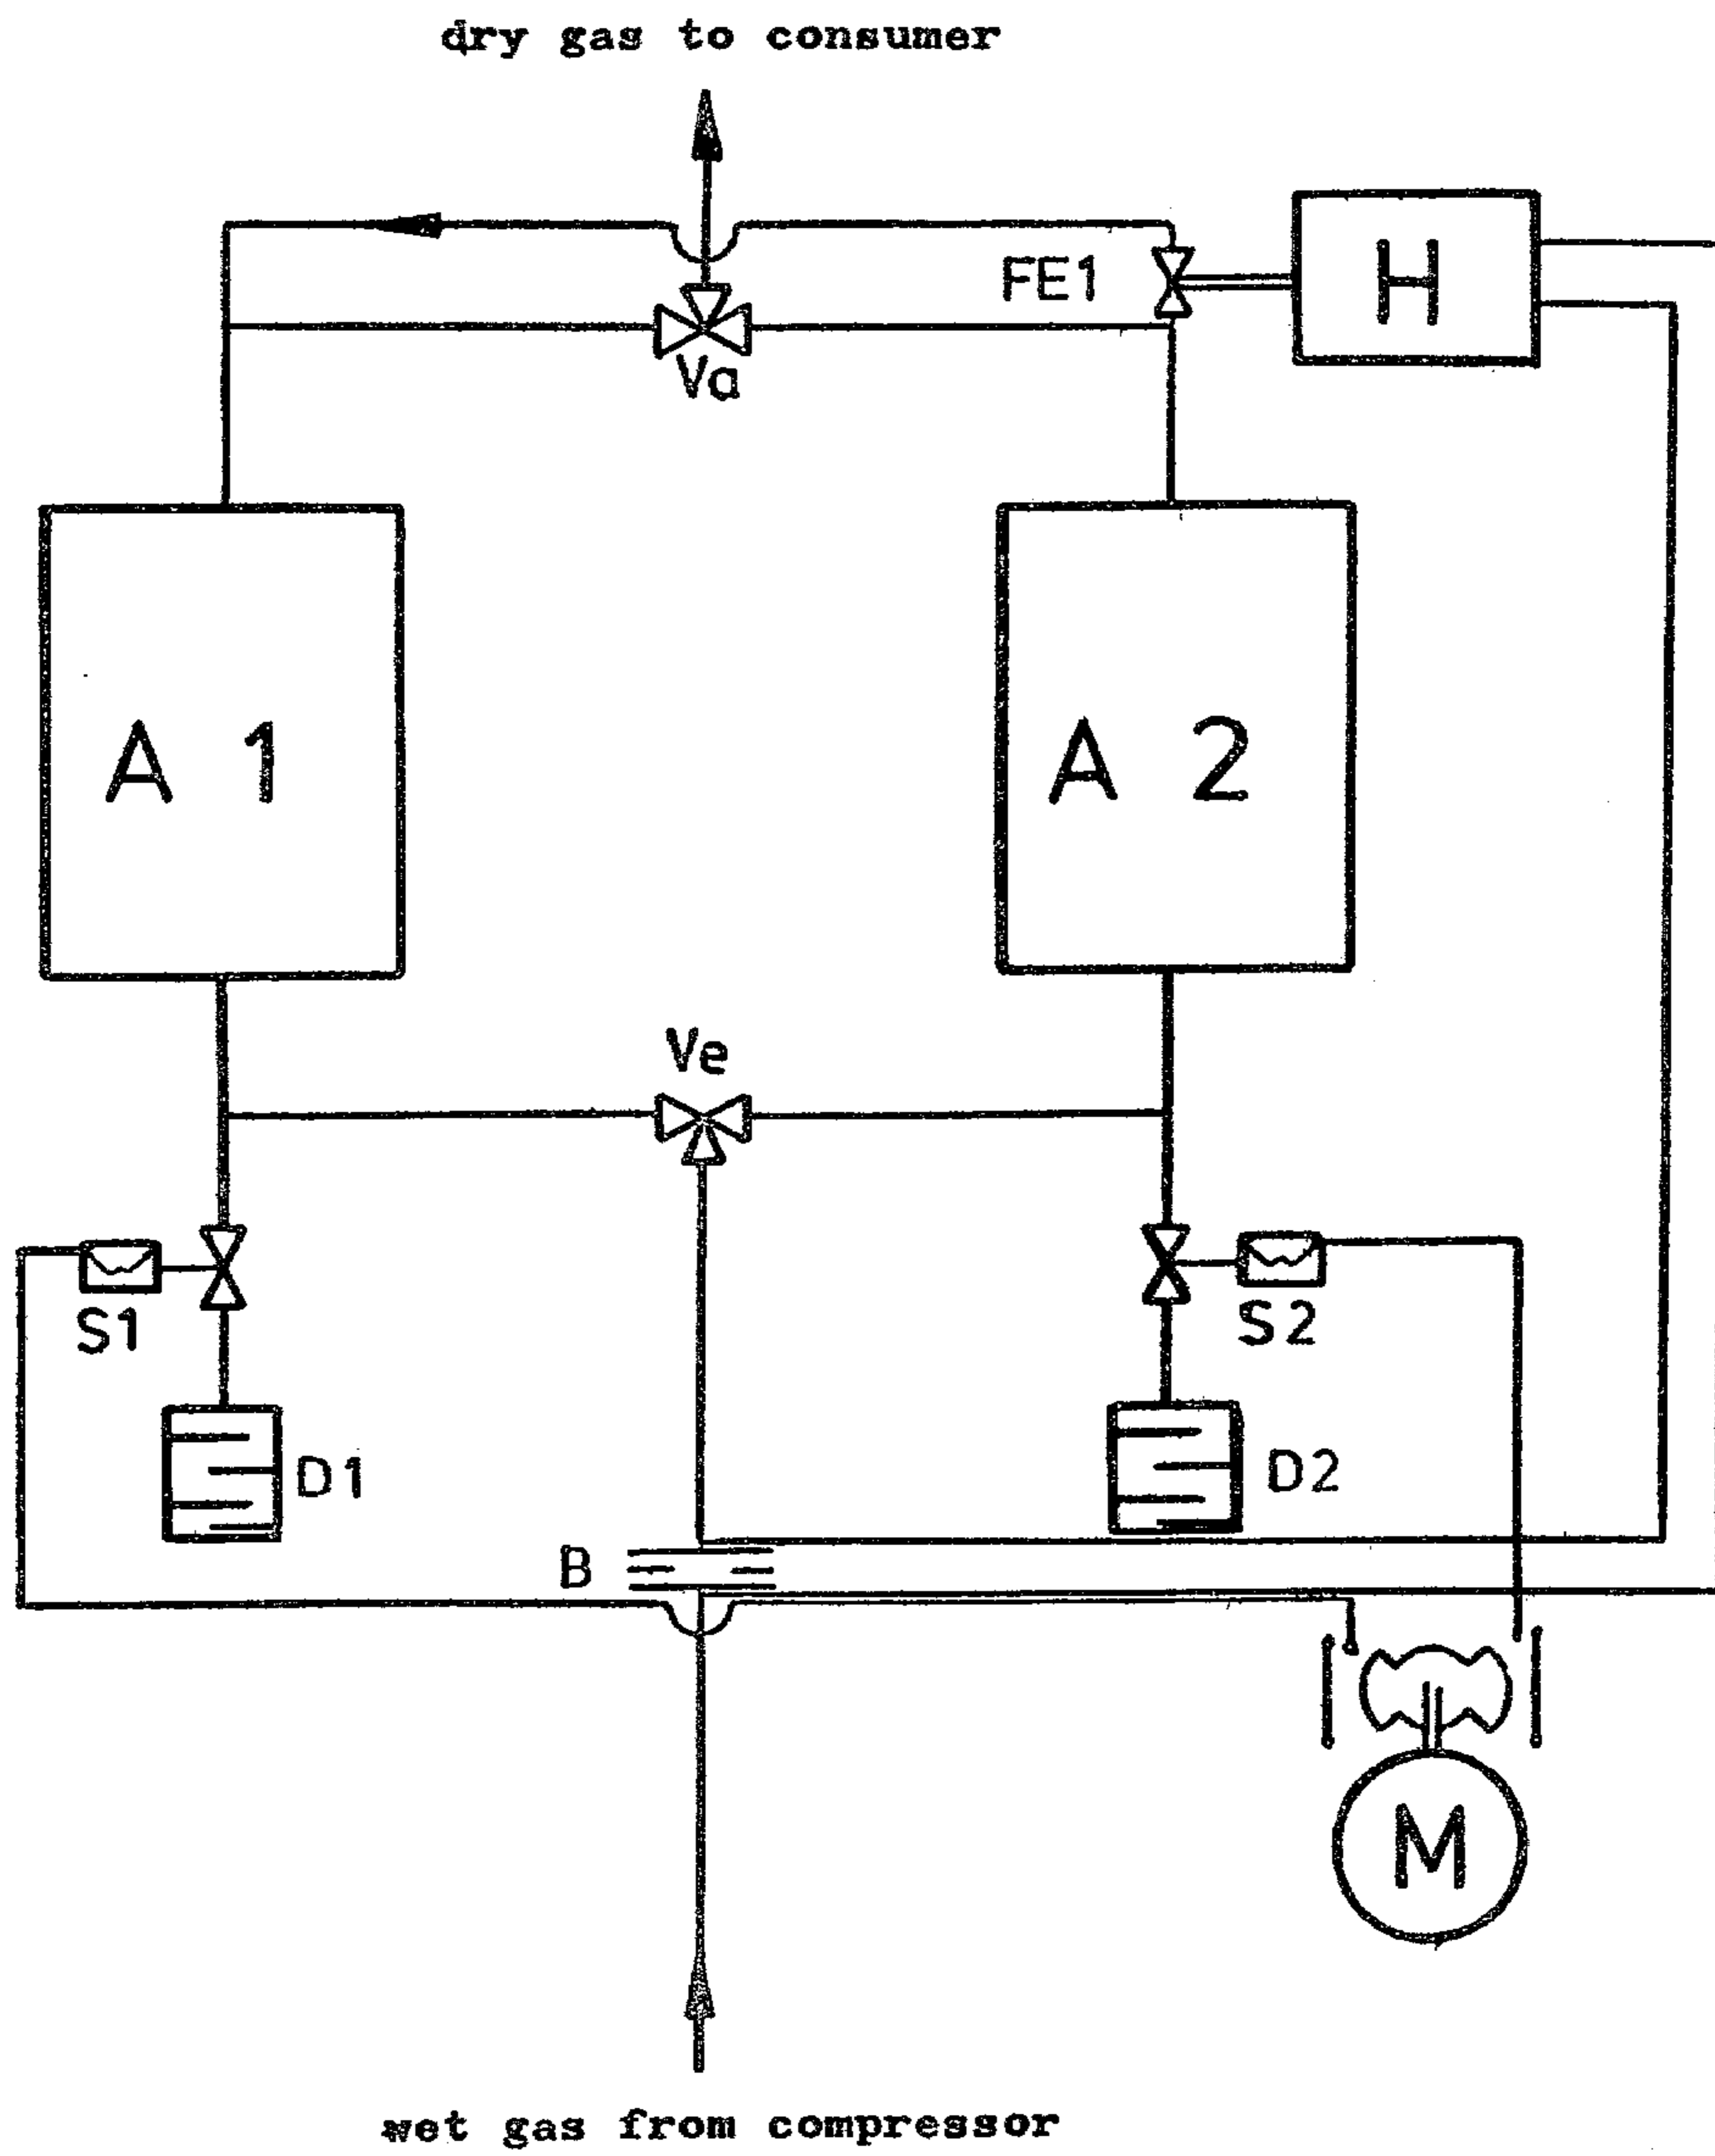 dry gas to consumer
FE1
H
Va
A 1
A 2
Ve
S1
S2
D1
D2
B
M
wet gas from compressor